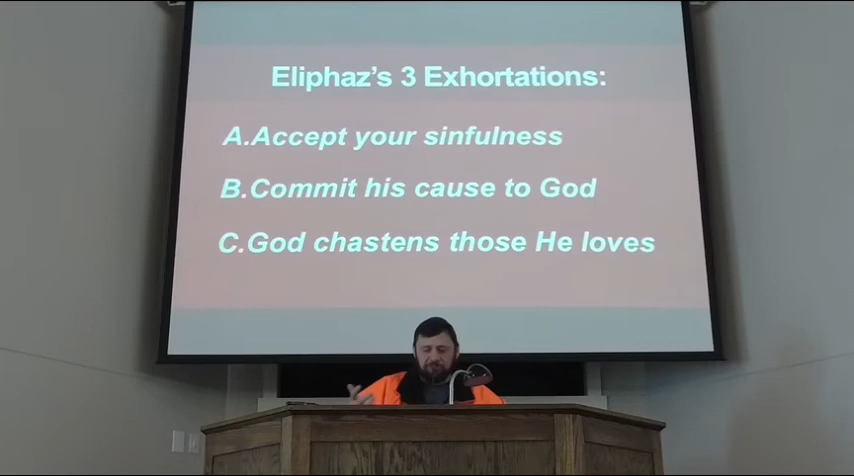 Eliphaz's 3 Exhortations:
A.Accept your sinfulness
B.Commit his cause to God
C.God chastens those He loves